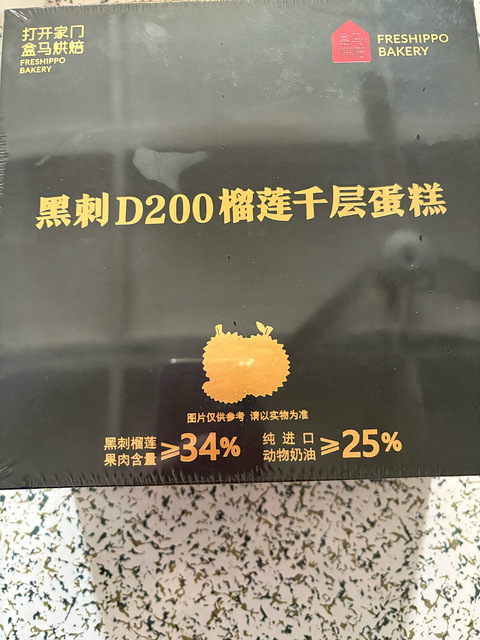 打开家门
盒马烘焙
FRESHIPPO
BAKERY
FRESHIPPO
BAKERY
黑刺D200榴莲千层蛋糕
图片仅供参考 请以实物为准
黑刺榴莲
果肉含量
≥34%
纯进口
动物奶油
≥25%